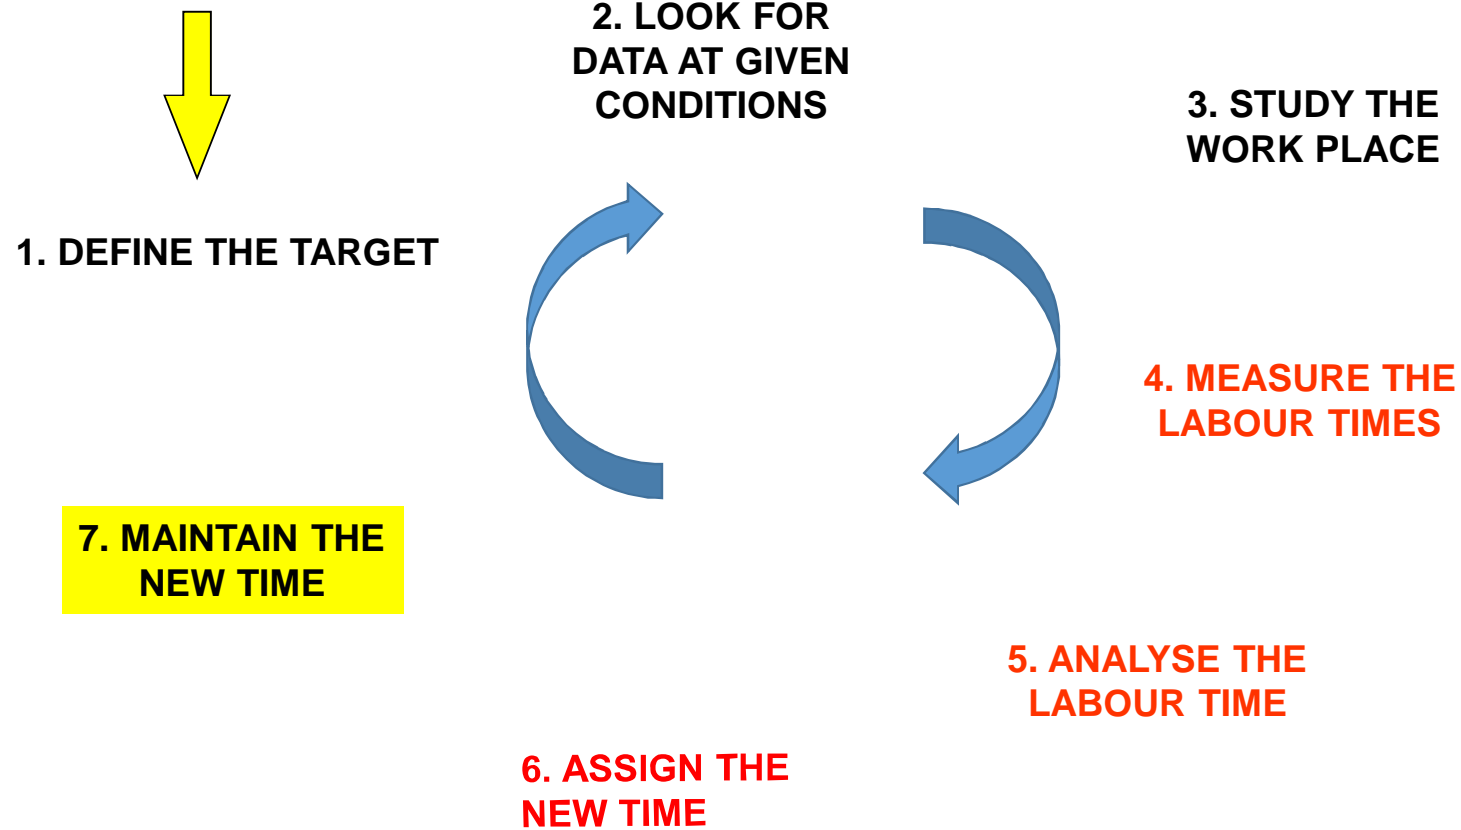 1. DEFINE THE TARGET
2. LOOK FOR
DATA AT GIVEN
CONDITIONS
3. STUDY THE
WORK PLACE
4. MEASURE THE
LABOUR TIMES
5. ANALYSE THE
LABOUR TIME
6. ASSIGN THE
NEW TIME
7. MAINTAIN THE
NEW TIME